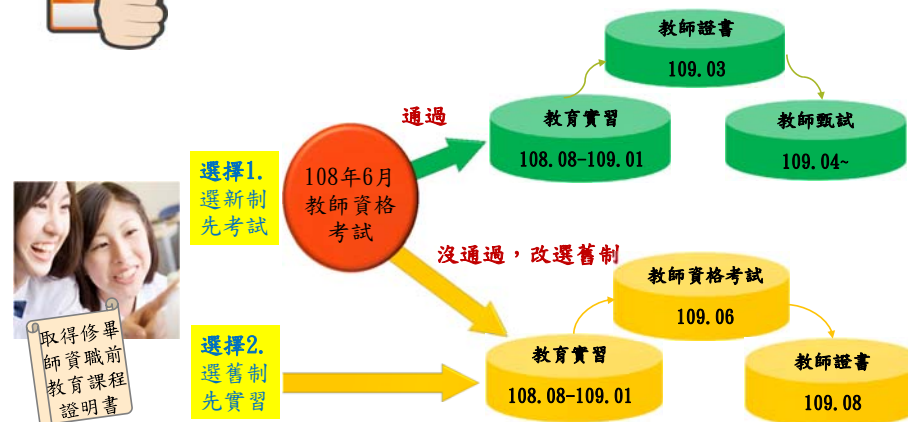 教師證書
109.03
通過
教育實習
108.08-109.01
教師甄試
109.04~
選擇1.
選新制
先考試
108年6月
教師資格
考試
沒通過，改選舊制
教師資格考試
109.06
取得修畢
師資職前
教育課程
證明書
選擇2.
選舊制
先實習
教育實習
108.08-109.01
教師證書
109.08